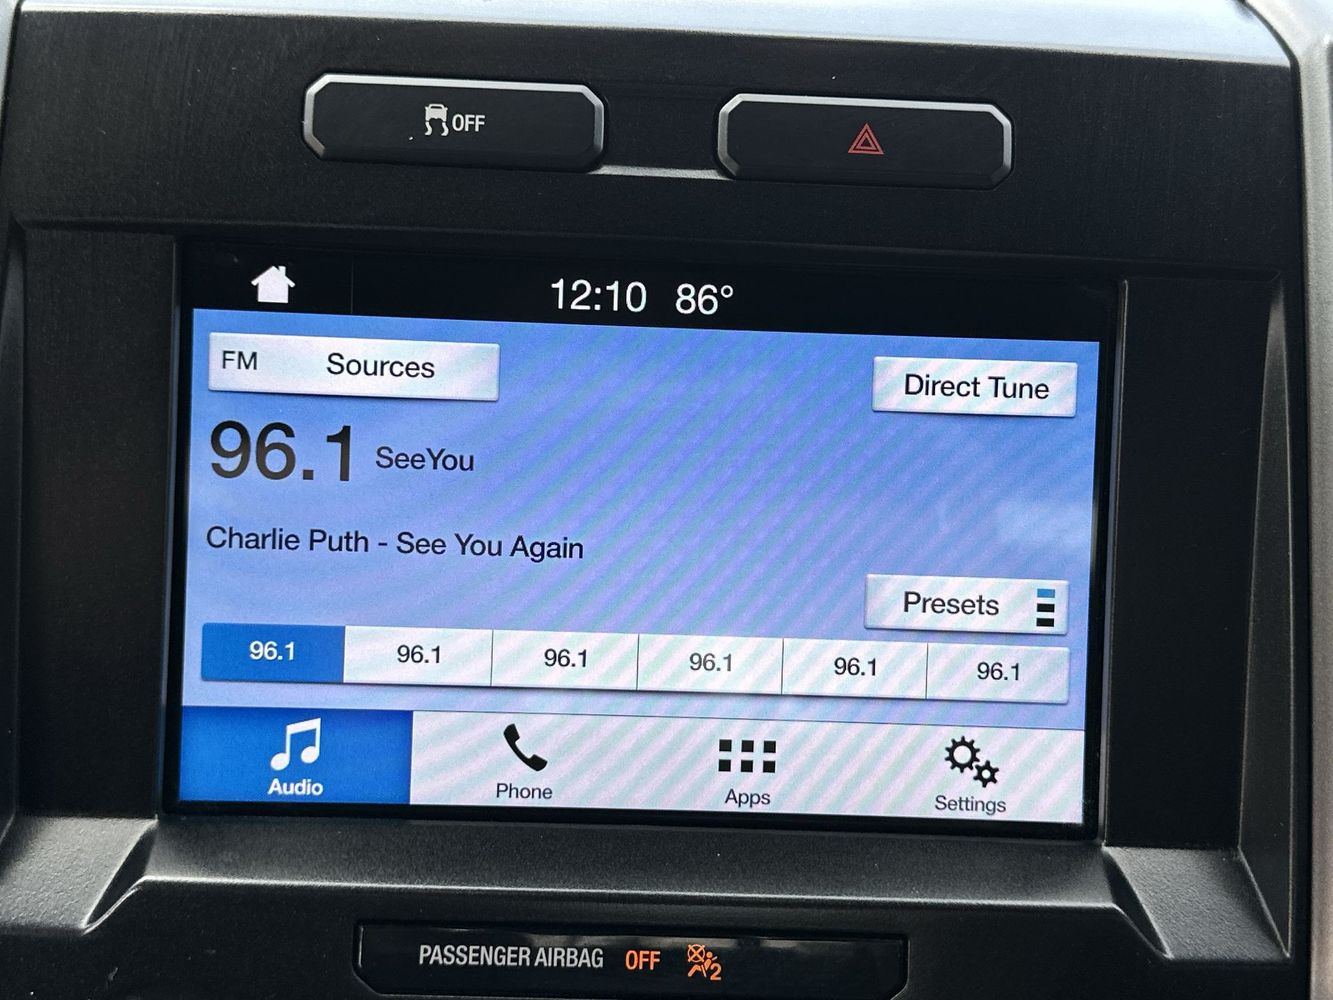 OFF
12:10 86°
FM Sources
Direct Tune
96.1 SeeYou
Charlie Puth - See You Again
Presets
96.1 96.1 96.1 96.1 96.1 96.1
Audio Phone Apps Settings
PASSENGER AIRBAG OFF 2